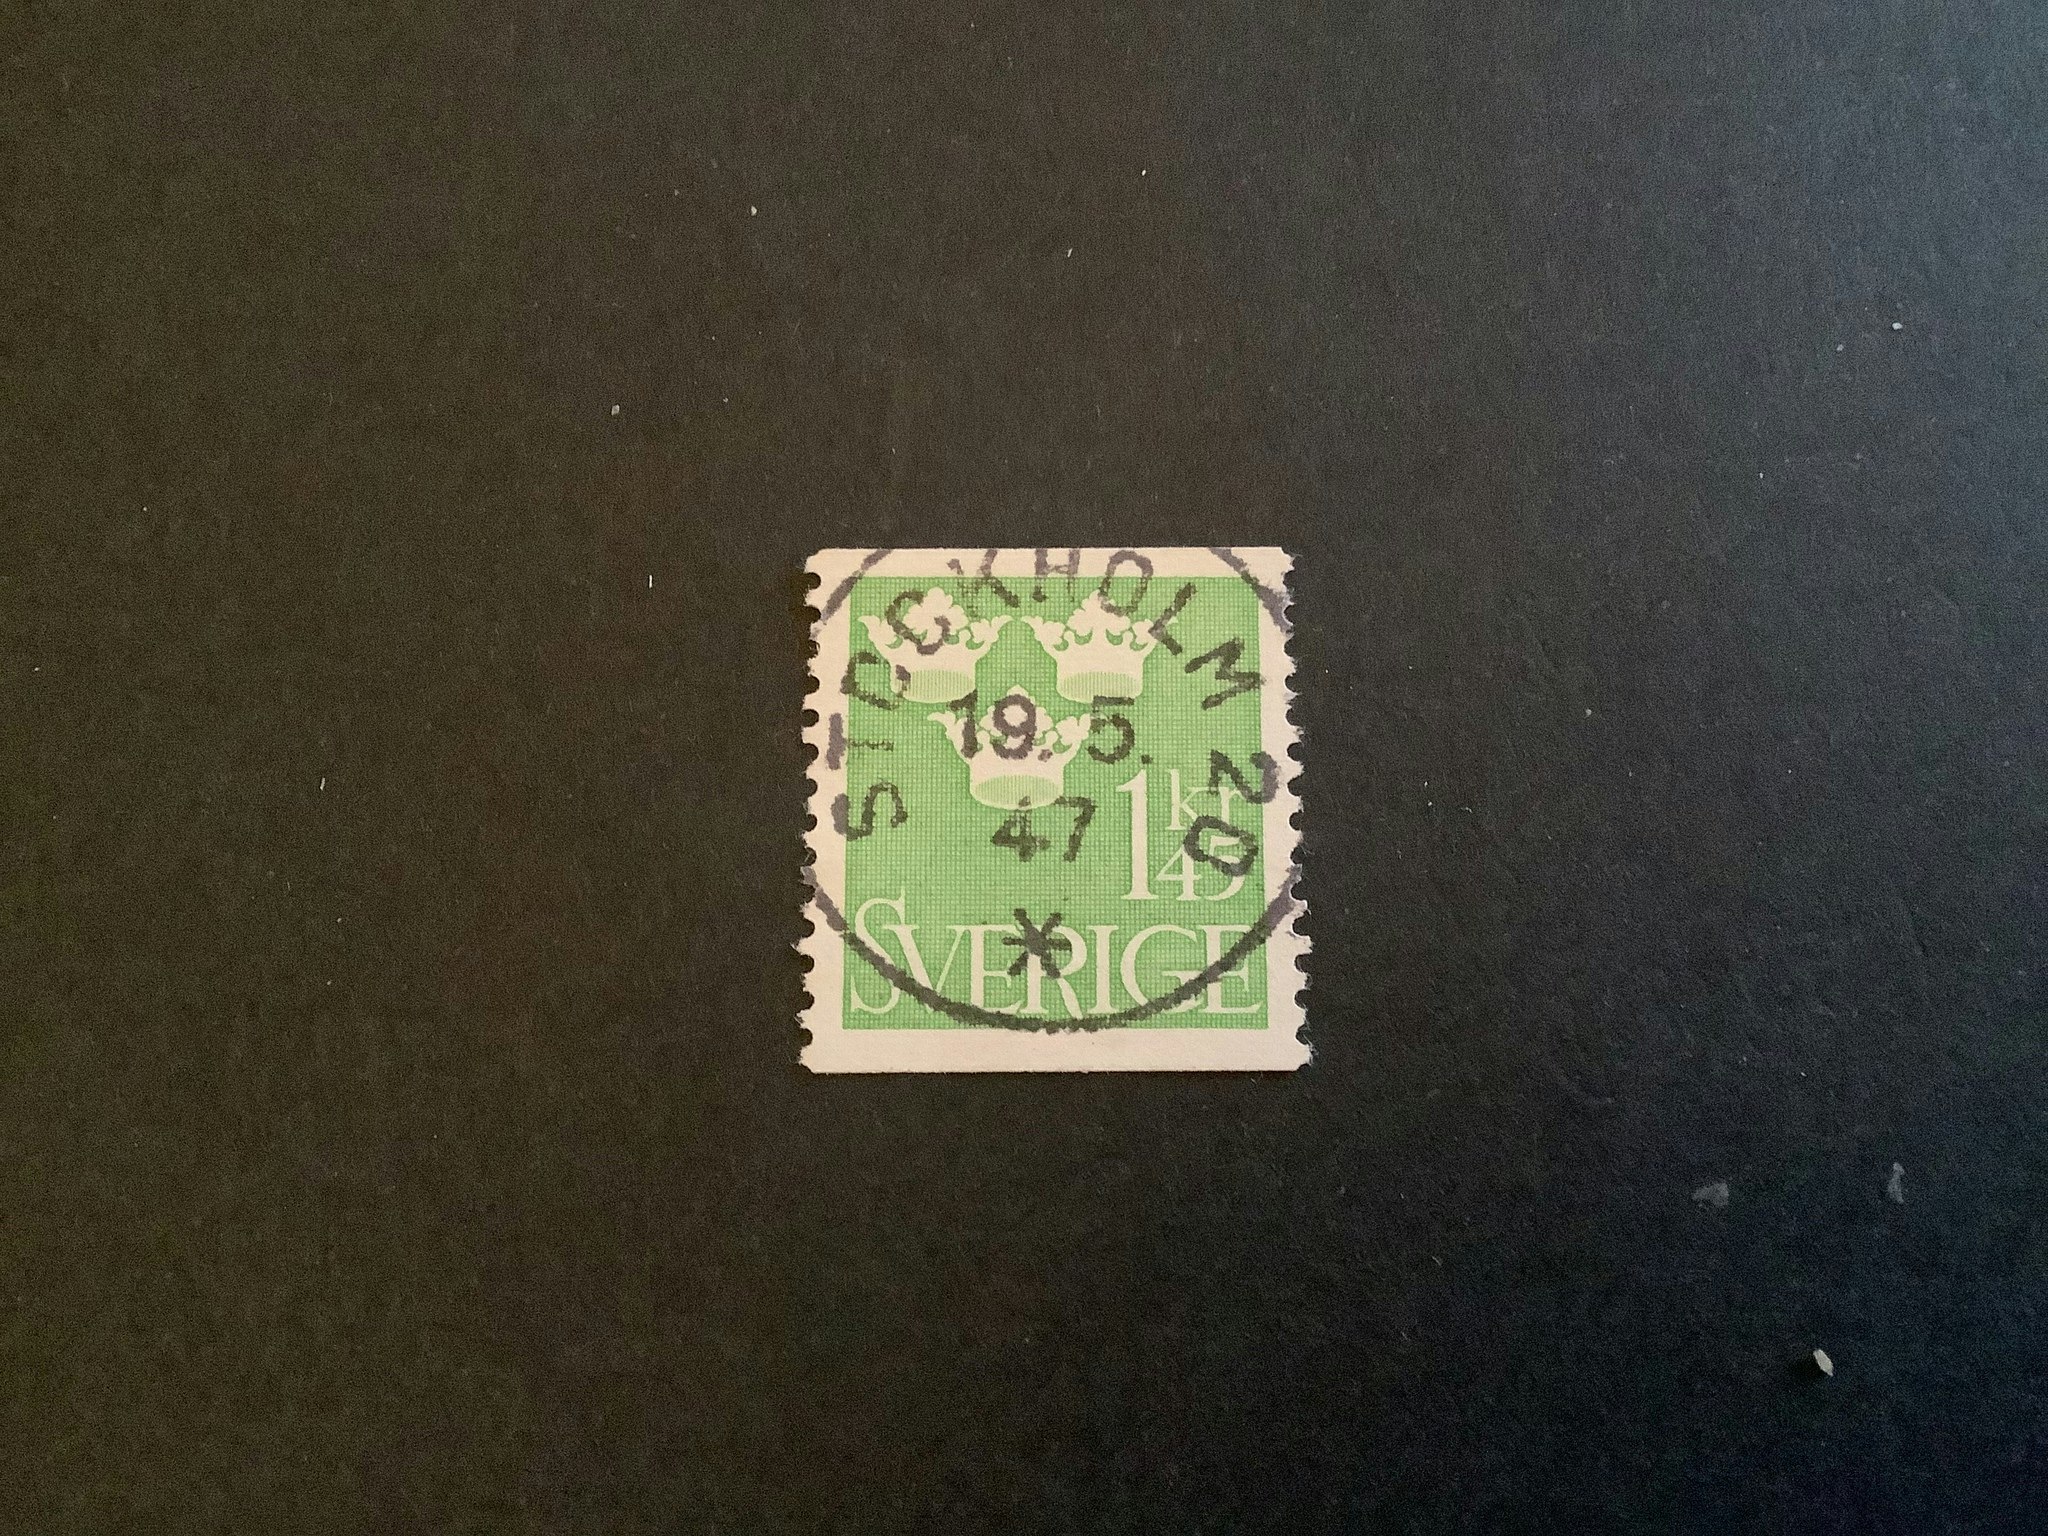 STOCKHOLM 20
19. 5.
47
*
1 kr
45
SVERIGE